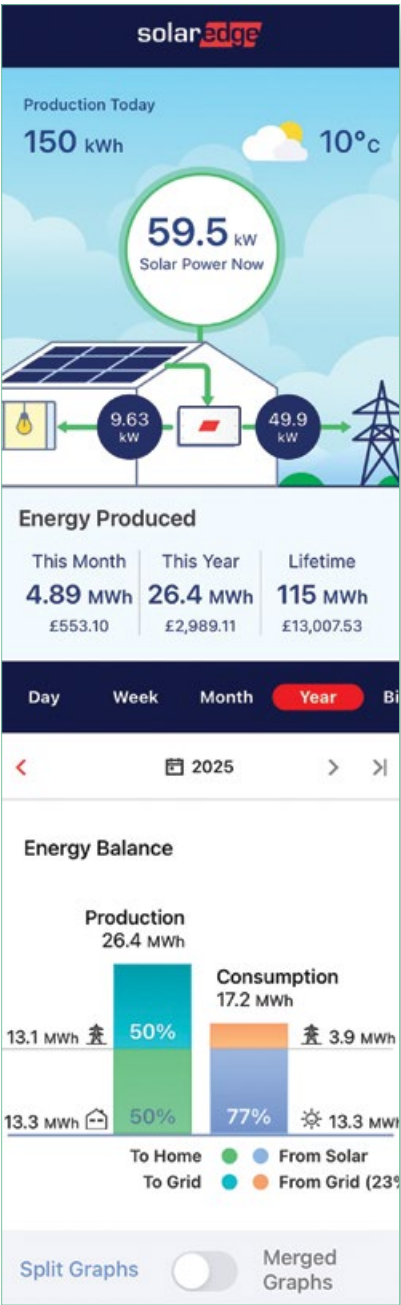 solaredge
Production Today
150 kWh
10°C
59.5 kW
Solar Power Now
9.63
kW
49.9
kW
Energy Produced
This Month This Year Lifetime
4.89 MWh 26.4 MWh 115 MWh
£553.10 £2,989.11 £13,007.53
Day Week Month Year Bi
< 2025 > >|
Energy Balance
Production
26.4 MWh
Consumption
17.2 MWh
13.1 MWh 50% 3.9 MWh
13.3 MWh 50% 77% 13.3 MWh
To Home From Solar
To Grid From Grid (23%
Split Graphs Merged
Graphs